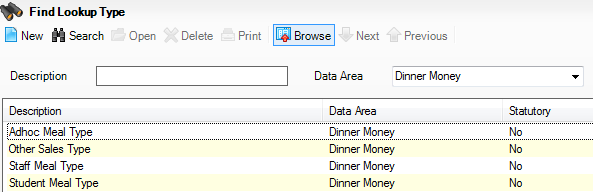 Find Lookup Type
New Search Open Delete Print Browse Next Previous
Description Data Area Dinner Money
Description Data Area Statutory
Adhoc Meal Type Dinner Money No
Other Sales Type Dinner Money No
Staff Meal Type Dinner Money No
Student Meal Type Dinner Money No